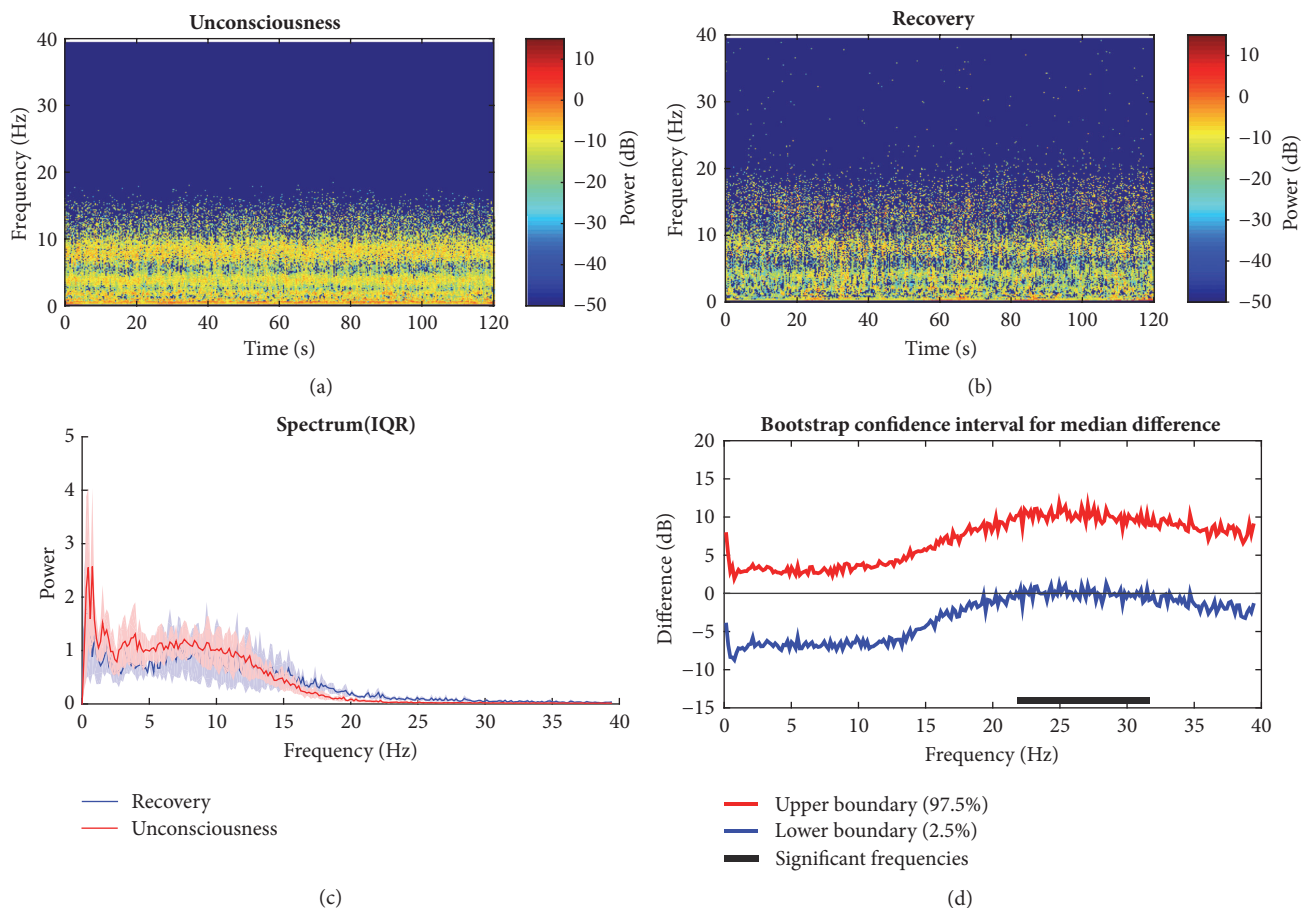 Unconsciousness
40
30
20
10
0
Frequency (Hz)
0 20 40 60 80 100 120
Time (s)
10
0
−10
−20
−30
−40
−50
Power (dB)
(a)
Recovery
40
30
20
10
0
Frequency (Hz)
0 20 40 60 80 100 120
Time (s)
10
0
−10
−20
−30
−40
−50
Power (dB)
(b)
Spectrum(IQR)
5
4
3
2
1
0
Power
0 5 10 15 20 25 30 35 40
Frequency (Hz)
Recovery
Unconsciousness
(c)
Bootstrap confidence interval for median difference
20
15
10
5
0
−5
−10
−15
Difference (dB)
0 5 10 15 20 25 30 35 40
Frequency (Hz)
Upper boundary (97.5%)
Lower boundary (2.5%)
Significant frequencies
(d)